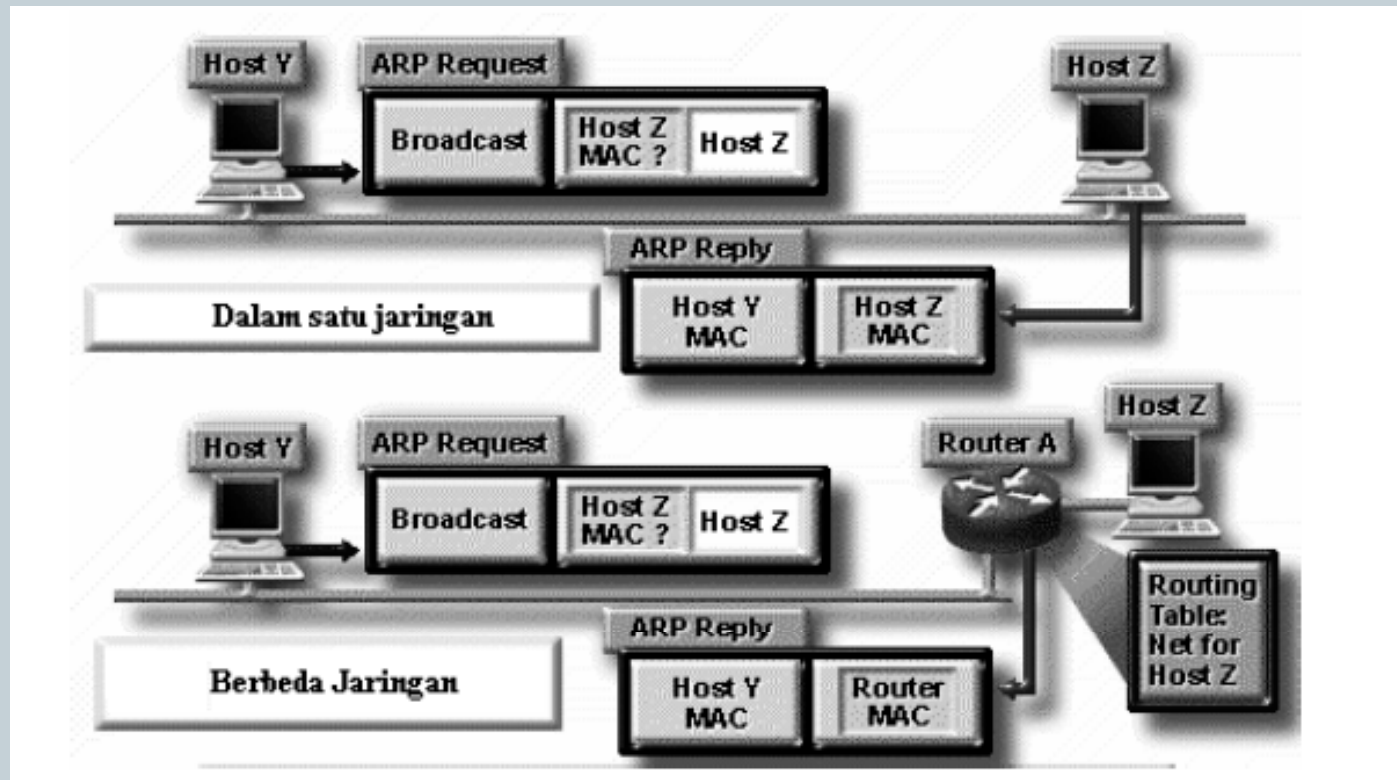 Host Y
ARP Request
Host Z
Broadcast
Host Z
MAC ?
Host Z
ARP Reply
Host Y
MAC
Host Z
MAC
Dalam satu jaringan
Host Y
ARP Request
Router A
Host Z
Broadcast
Host Z
MAC ?
Host Z
Routing
Table:
Net for
Host Z
ARP Reply
Host Y
MAC
Router
MAC
Berbeda Jaringan